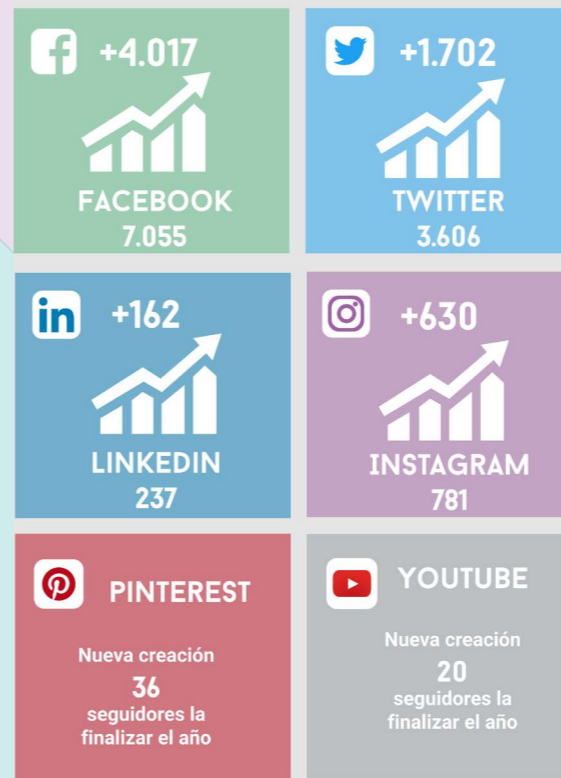 +4.017
FACEBOOK
7.055
+1.702
TWITTER
3.606
in +162
LINKEDIN
237
+630
INSTAGRAM
781
PINTEREST
Nueva creación
36
seguidores la
finalizar el año
YOUTUBE
Nueva creación
20
seguidores la
finalizar el año